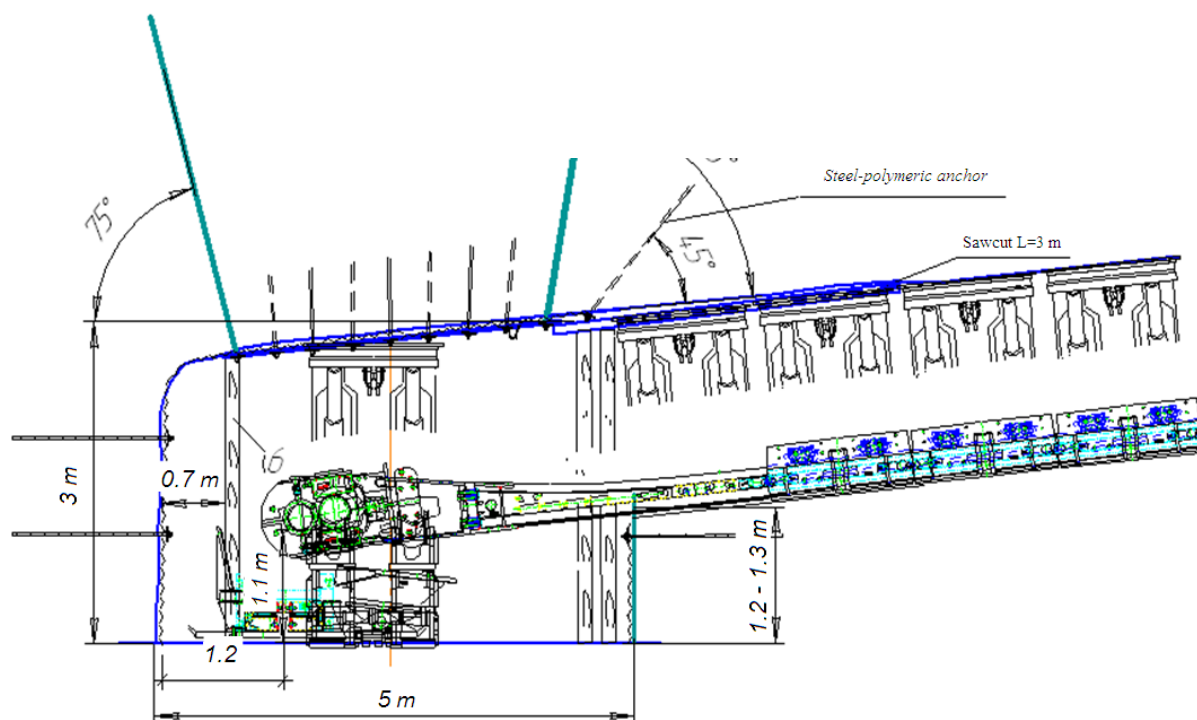 Steel-polymeric anchor
75°
45°
Sawcut L=3 m
3 m
0.7 m
1.1 m
1.2 - 1.3 m
1.2
5 m